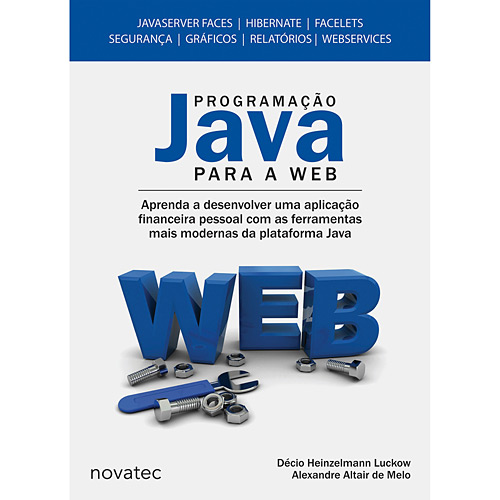 JAVASERVER FACES | HIBERNATE | FACELETS
SEGURANÇA | GRÁFICOS | RELATÓRIOS | WEBSERVICES
PROGRAMAÇÃO
Java
PARA A WEB
Aprenda a desenvolver uma aplicação
financeira pessoal com as ferramentas
mais modernas da plataforma Java
WEB
Décio Heinzelmann Luckow
Alexandre Altair de Melo
novatec